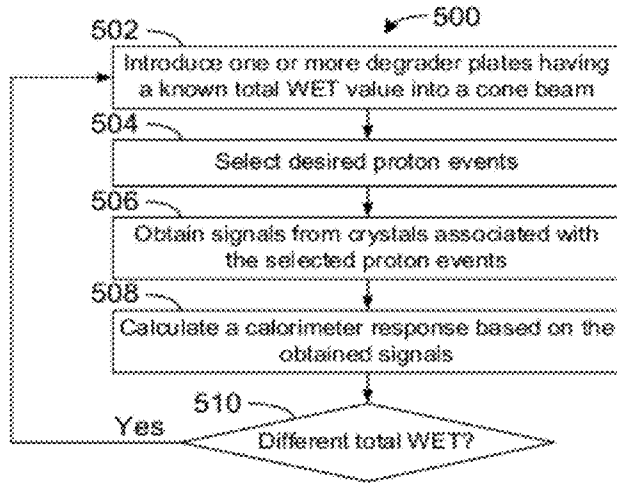 500
502
Introduce one or more degrader plates having
a known total WET value into a cone beam
504
Select desired proton events
506
Obtain signals from crystals associated with
the selected proton events
508
Calculate a calorimeter response based on the
obtained signals
510
Yes
Different total WET?